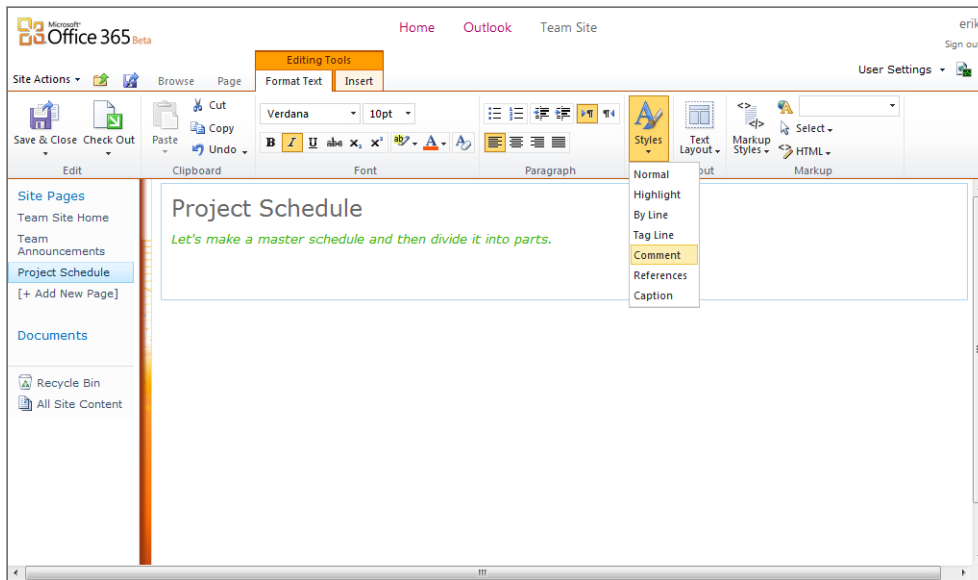 Microsoft®
Office 365 Beta
Home Outlook Team Site
erik
Sign out
Editing Tools
Site Actions Browse Page Format Text Insert
User Settings
Save & Close Check Out
Paste
Cut
Copy
Undo
Verdana 10pt
B I U abc X₂ X²
A
Styles
Text Layout
Markup Styles
Select
HTML
Edit Clipboard Font Paragraph out Markup
Normal
Highlight
By Line
Tag Line
Comment
References
Caption
Site Pages
Team Site Home
Team
Announcements
Project Schedule
[+ Add New Page]
Documents
Recycle Bin
All Site Content
Project Schedule
Let's make a master schedule and then divide it into parts.